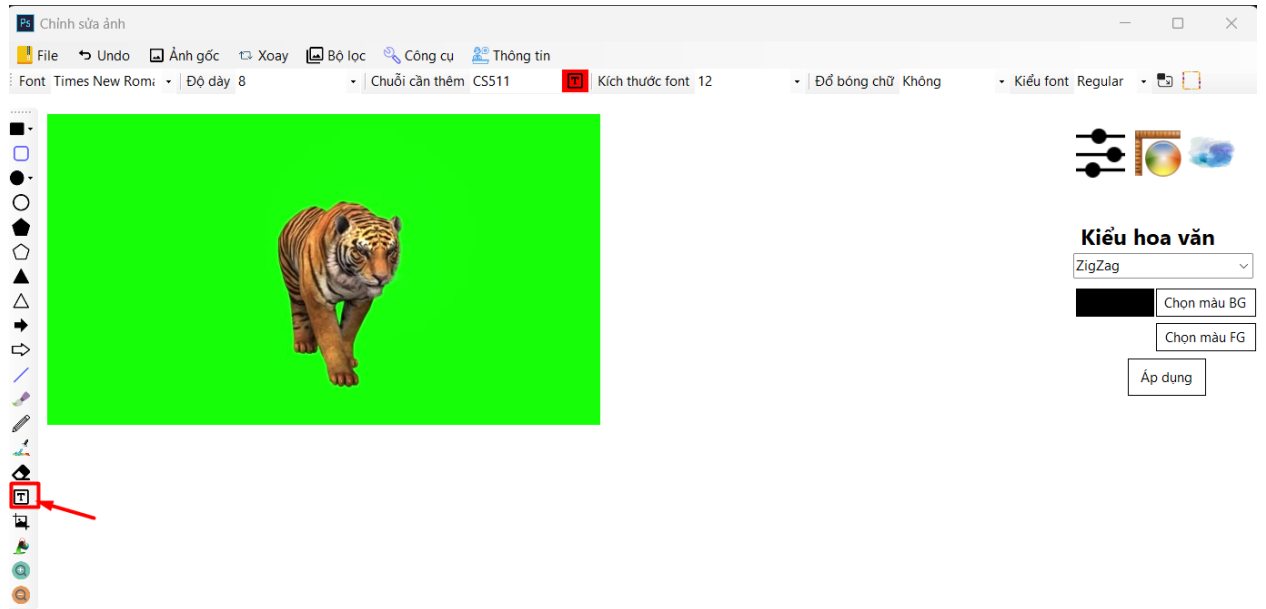 Ps Chỉnh sửa ảnh
File Undo Ảnh gốc Xoay Bộ lọc Công cụ Thông tin
Font Times New Roma Độ dày 8 Chuỗi cần thêm CS511 T Kích thước font 12 Đổ bóng chữ Không Kiểu font Regular
Kiểu hoa văn
ZigZag
Chọn màu BG
Chọn màu FG
Áp dụng
T